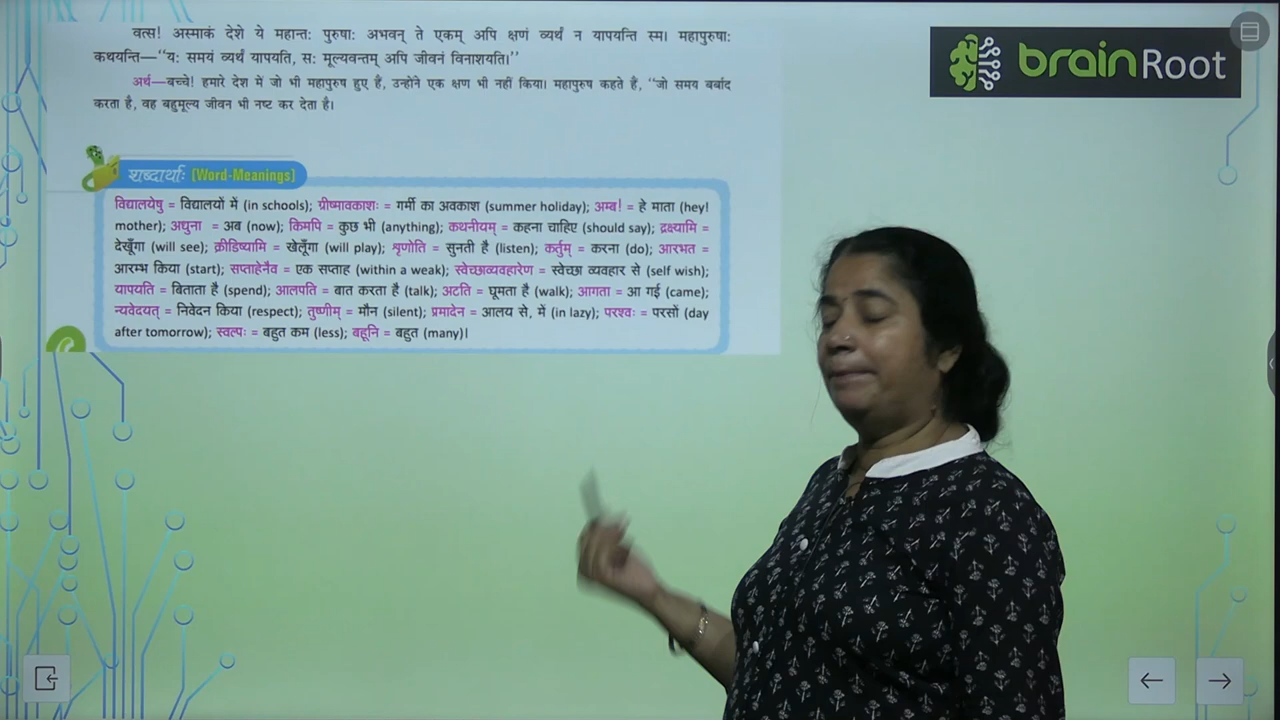 वत्स! अस्माकं देशे ये महान्तः पुरुषाः अभवन् ते एकम् अपि क्षणं व्यर्थं न यापयन्ति स्म। महापुरुषाः
कथयन्ति—“यः समयं व्यर्थं यापयति, सः मूल्यवन्तम् अपि जीवनं विनाशयति।”
अर्थ—बच्चे! हमारे देश में जो भी महापुरुष हुए हैं, उन्होंने एक क्षण भी नहीं किया। महापुरुष कहते हैं, “जो समय बर्बाद
करता है, वह बहुमूल्य जीवन भी नष्ट कर देता है।
brainRoot
शब्दार्थाः (Word-Meanings)
विद्यालयेषु = विद्यालयों में (in schools); ग्रीष्मावकाशः = गर्मी का अवकाश (summer holiday); अम्ब! = हे माता (hey!
mother); अधुना = अब (now); किमपि = कुछ भी (anything); कथनीयम् = कहना चाहिए (should say); द्रक्ष्यामि =
देखूँगा (will see); क्रीडिष्यामि = खेलूँगा (will play); शृणोति = सुनती है (listen); कर्तुम् = करना (do); आरभत =
आरम्भ किया (start); सप्ताहेनैव = एक सप्ताह (within a weak); स्वेच्छाव्यवहारेण = स्वेच्छा व्यवहार से (self wish);
यापयति = बिताता है (spend); आलपति = बात करता है (talk); अटति = घूमता है (walk); आगता = आ गई (came);
न्यवेदयत् = निवेदन किया (respect); तुष्णीम् = मौन (silent); प्रमादेन = आलय से, में (in lazy); परश्वः = परसों (day
after tomorrow); स्वल्पः = बहुत कम (less); बहूनि = बहुत (many)।